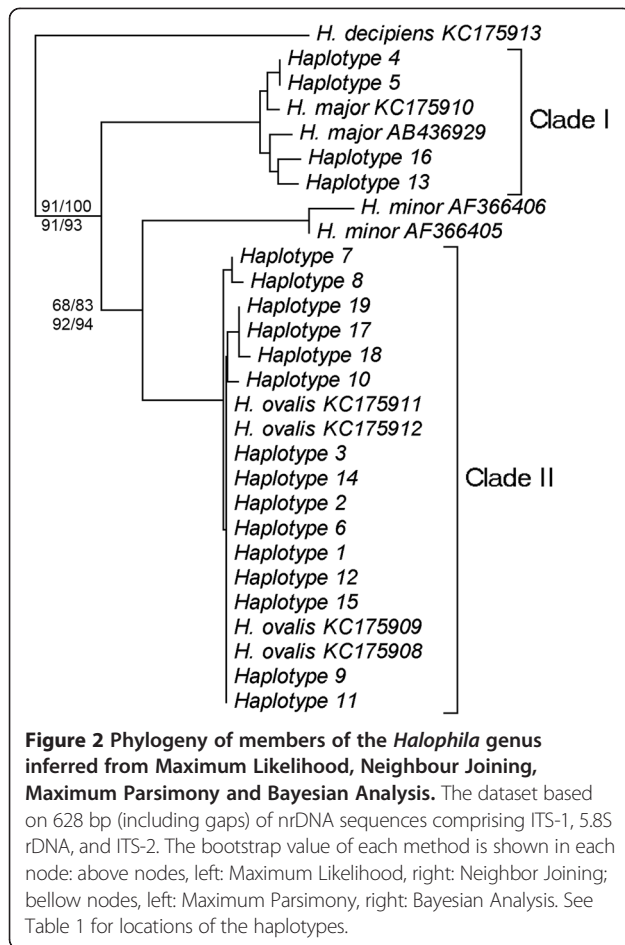 H. decipiens KC175913
Haplotype 4
Haplotype 5
H. major KC175910
Clade I
H. major AB436929
Haplotype 16
Haplotype 13
91/100
91/93
H. minor AF366406
H. minor AF366405
Haplotype 7
Haplotype 8
Haplotype 19
68/83
92/94
Haplotype 17
Haplotype 18
Haplotype 10
H. ovalis KC175911
H. ovalis KC175912
Haplotype 3
Haplotype 14
Clade II
Haplotype 2
Haplotype 6
Haplotype 1
Haplotype 12
Haplotype 15
H. ovalis KC175909
H. ovalis KC175908
Haplotype 9
Haplotype 11
Figure 2 Phylogeny of members of the Halophila genus
inferred from Maximum Likelihood, Neighbour Joining,
Maximum Parsimony and Bayesian Analysis. The dataset based
on 628 bp (including gaps) of nrDNA sequences comprising ITS-1, 5.8S
rDNA, and ITS-2. The bootstrap value of each method is shown in each
node: above nodes, left: Maximum Likelihood, right: Neighbor Joining;
bellow nodes, left: Maximum Parsimony, right: Bayesian Analysis. See
Table 1 for locations of the haplotypes.